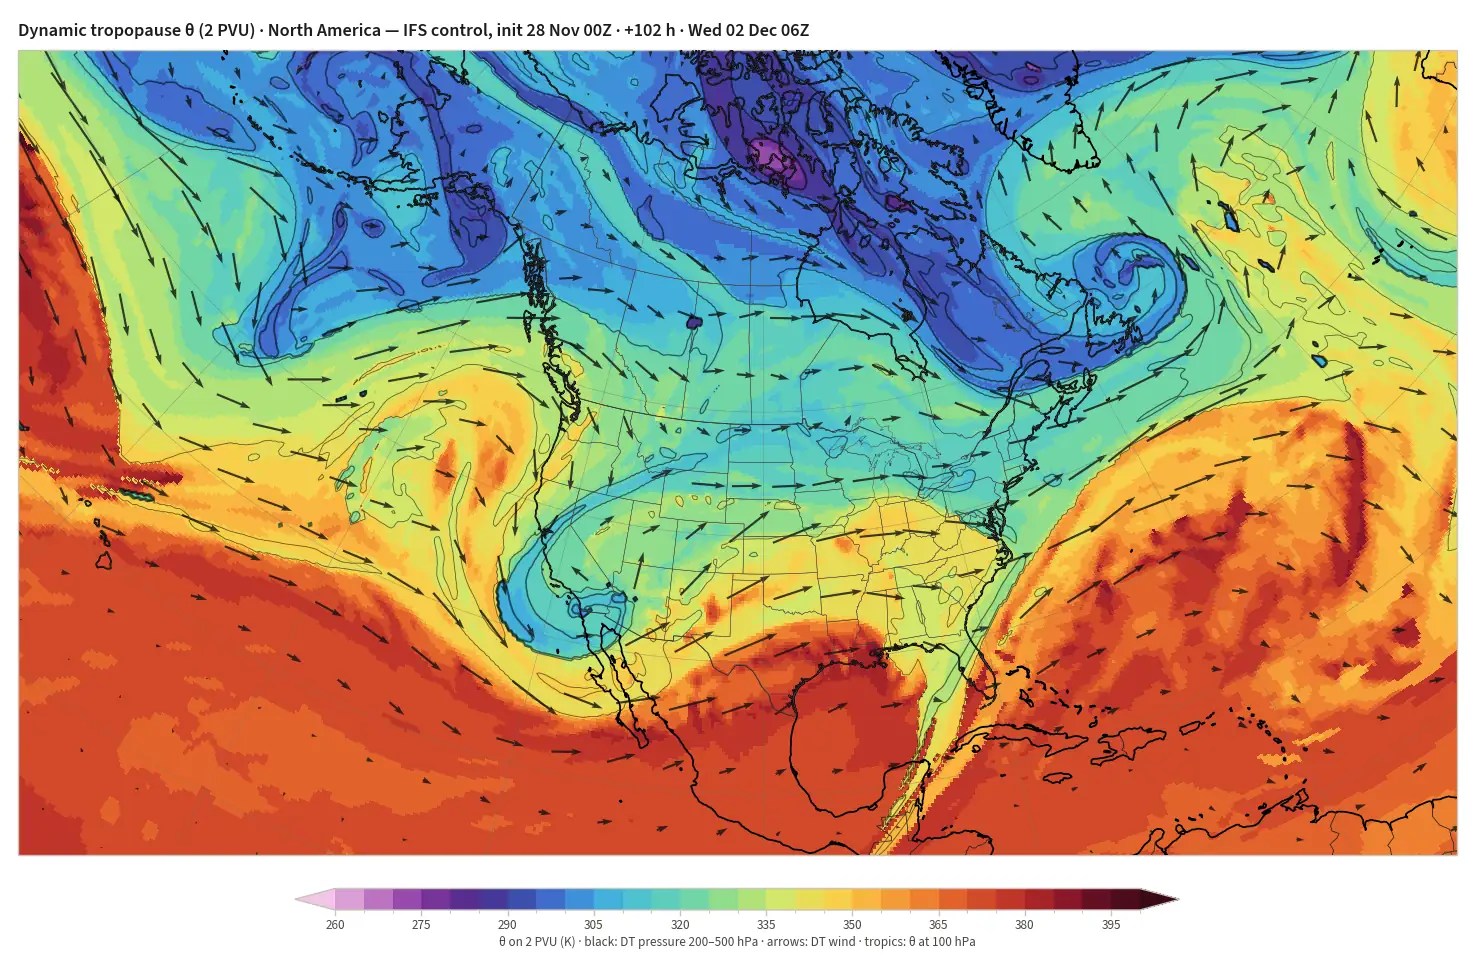 Dynamic tropopause θ (2 PVU) · North America — IFS control, init 28 Nov 00Z · +102 h · Wed 02 Dec 06Z
260 275 290 305 320 335 350 365 380 395
θ on 2 PVU (K) · black: DT pressure 200–500 hPa · arrows: DT wind · tropics: θ at 100 hPa